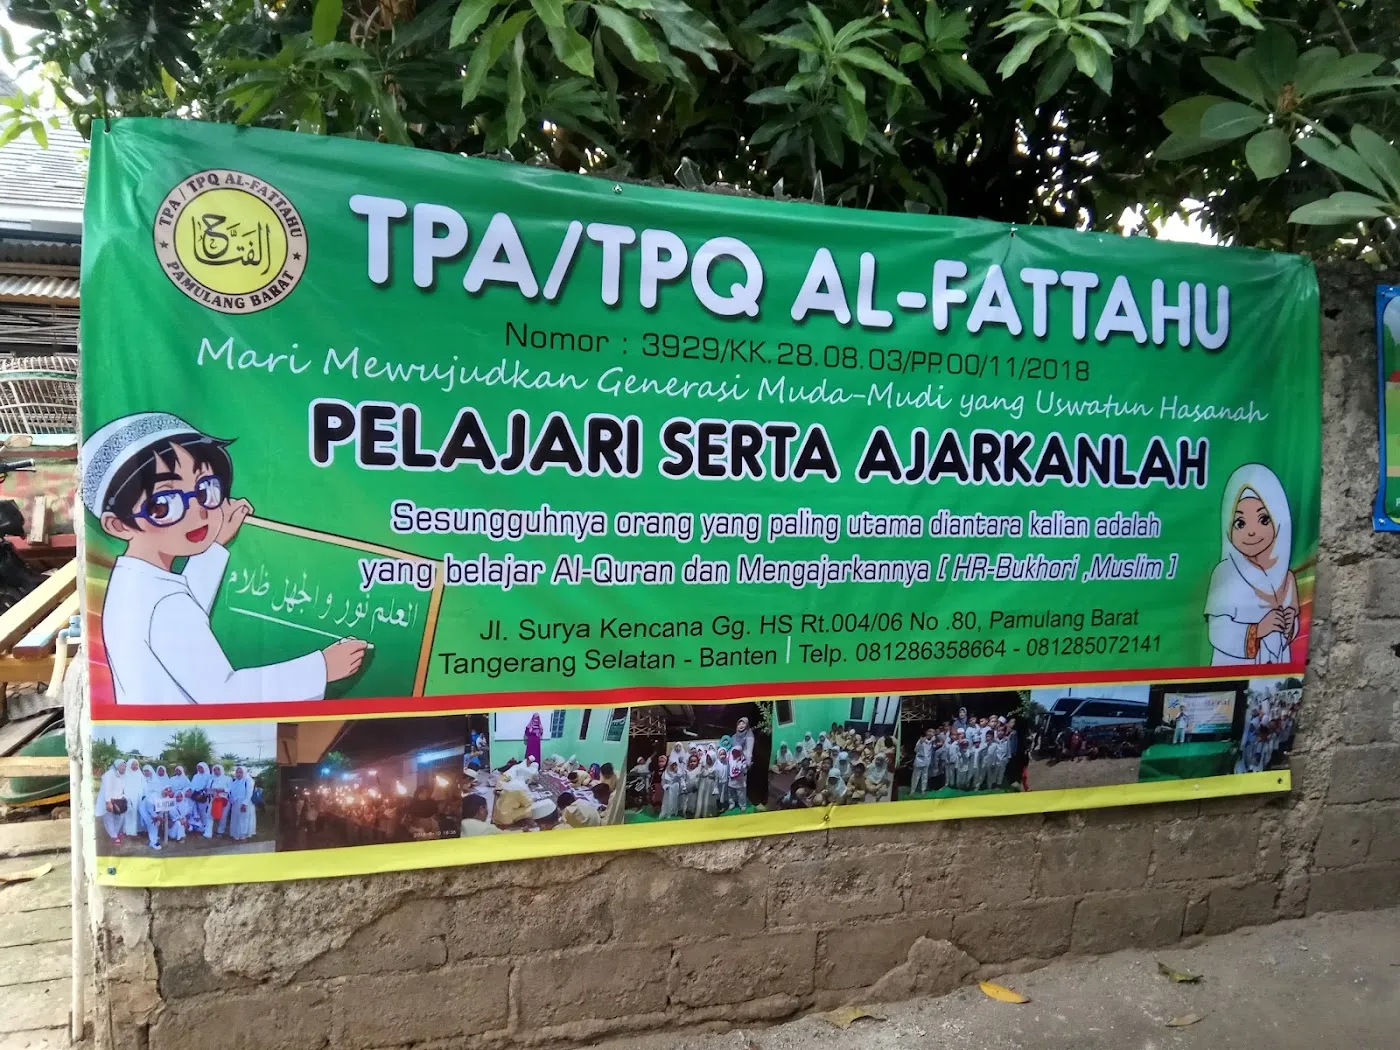 TPA / TPQ AL-FATTAHU
الفتاح
PAMULANG BARAT
TPA/TPQ AL-FATTAHU
Nomor : 3929/KK.28.08.03/PP.00/11/2018
Mari Mewujudkan Generasi Muda-Mudi yang Uswatun Hasanah
PELAJARI SERTA AJARKANLAH
Sesungguhnya orang yang paling utama diantara kalian adalah
yang belajar Al-Quran dan Mengajarkannya [ HR-Bukhori ,Muslim ]
العلم نور والجهل ظلام
Jl. Surya Kencana Gg. HS Rt.004/06 No .80, Pamulang Barat
Tangerang Selatan - Banten | Telp. 081286358664 - 081285072141